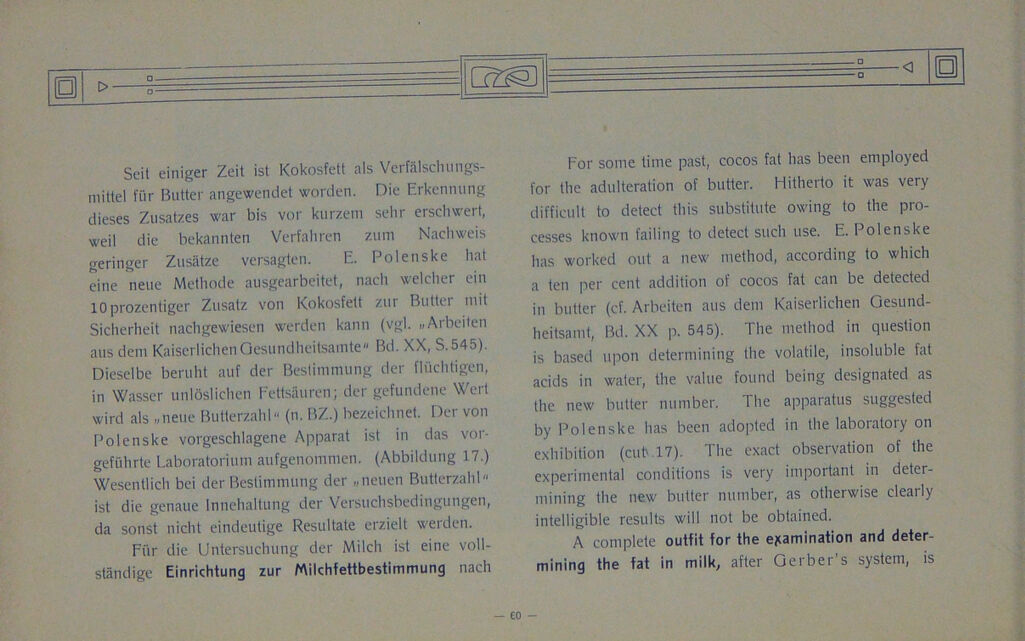 Seit einiger Zeit ist Kokosfett als Verfälschungs-
mittel für Butter angewendet worden. Die Erkennung
dieses Zusatzes war bis vor kurzem sehr erschwert,
weil die bekannten Verfahren zum Nachweis
geringer Zusätze versagten. E. Polenske hat
eine neue Methode ausgearbeitet, nach welcher ein
10prozentiger Zusatz von Kokosfett zur Butter mit
Sicherheit nachgewiesen werden kann (vgl. „Arbeiten
aus dem Kaiserlichen Gesundheitsamte" Bd. XX, S. 545).
Dieselbe beruht auf der Bestimmung der flüchtigen,
in Wasser unlöslichen Fettsäuren; der gefundene Wert
wird als „neue Butterzahl" (n. BZ.) bezeichnet. Der von
Polenske vorgeschlagene Apparat ist in das vor-
geführte Laboratorium aufgenommen. (Abbildung 17.)
Wesentlich bei der Bestimmung der „neuen Butterzahl"
ist die genaue Innehaltung der Versuchsbedingungen,
da sonst nicht eindeutige Resultate erzielt werden.
Für die Untersuchung der Milch ist eine voll-
ständige Einrichtung zur Milchfettbestimmung nach
For some time past, cocos fat has been employed
for the adulteration of butter. Hitherto it was very
difficult to detect this substitute owing to the pro-
cesses known failing to detect such use. E. Polenske
has worked out a new method, according to which
a ten per cent addition of cocos fat can be detected
in butter (cf. Arbeiten aus dem Kaiserlichen Gesund-
heitsamt, Bd. XX p. 545). The method in question
is based upon determining the volatile, insoluble fat
acids in water, the value found being designated as
the new butter number. The apparatus suggested
by Polenske has been adopted in the laboratory on
exhibition (cut 17). The exact observation of the
experimental conditions is very important in deter-
mining the new butter number, as otherwise clearly
intelligible results will not be obtained.
A complete outfit for the examination and deter-
mining the fat in milk, after Gerber's system, is
— 60 —